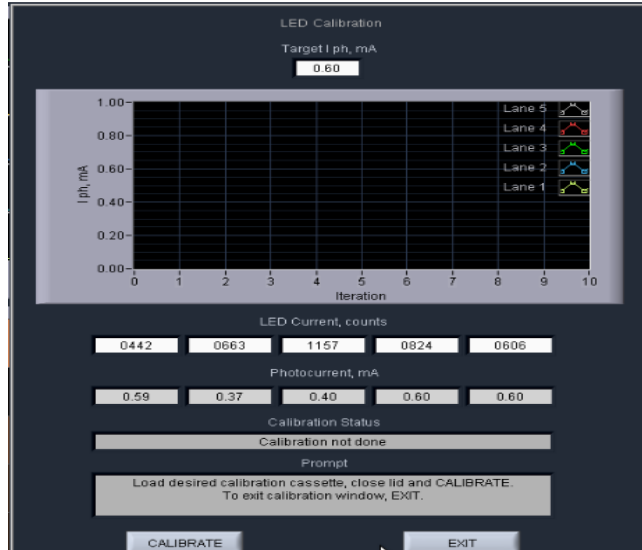 LED Calibration
Target I ph, mA
0.60
1.00
0.80
0.60
0.40
0.20
0.00
I ph, mA
Lane 5
Lane 4
Lane 3
Lane 2
Lane 1
0 1 2 3 4 5 6 7 8 9 10
Iteration
LED Current, counts
0442 0663 1157 0824 0606
Photocurrent, mA
0.59 0.37 0.40 0.60 0.60
Calibration Status
Calibration not done
Prompt
Load desired calibration cassette, close lid and CALIBRATE.
To exit calibration window, EXIT.
CALIBRATE EXIT